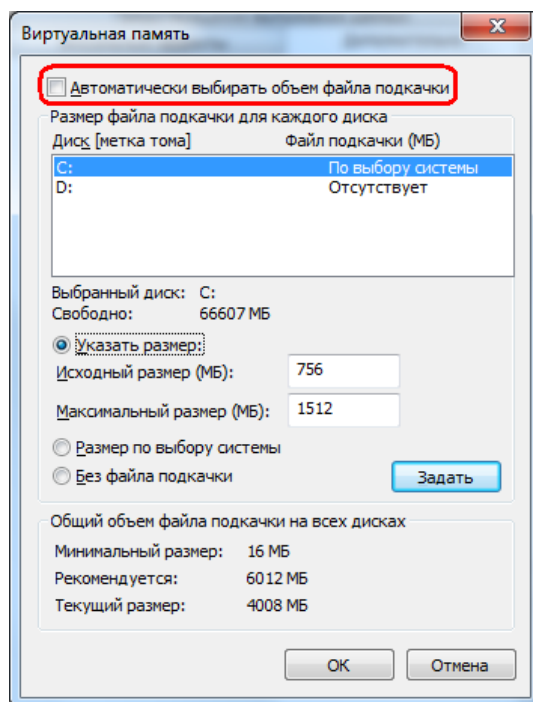 Виртуальная память
Автоматически выбирать объем файла подкачки
Размер файла подкачки для каждого диска
Диск [метка тома] Файл подкачки (МБ)
C: По выбору системы
D: Отсутствует
Выбранный диск: C:
Свободно: 66607 МБ
Указать размер:
Исходный размер (МБ): 756
Максимальный размер (МБ): 1512
Размер по выбору системы
Без файла подкачки Задать
Общий объем файла подкачки на всех дисках
Минимальный размер: 16 МБ
Рекомендуется: 6012 МБ
Текущий размер: 4008 МБ
ОК Отмена